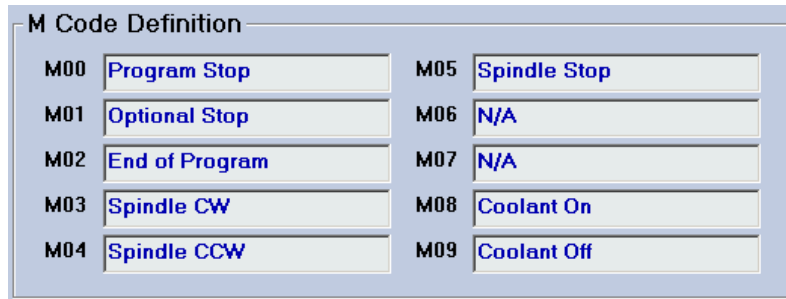 M Code Definition
M00 Program Stop
M01 Optional Stop
M02 End of Program
M03 Spindle CW
M04 Spindle CCW
M05 Spindle Stop
M06 N/A
M07 N/A
M08 Coolant On
M09 Coolant Off